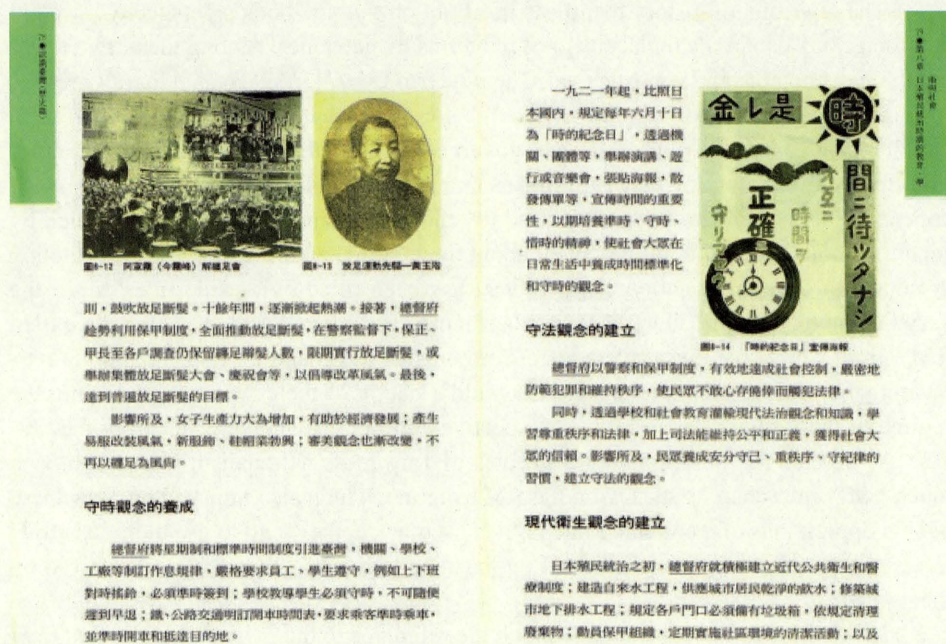 圖8-12 阿罩霧(今霧峰)解纏足會
圖8-13 放足運動先驅—黃玉階
則，鼓吹放足斷髮。十餘年間，逐漸掀起熱潮。接著，總督府
趁勢利用保甲制度，全面推動放足斷髮，在警察監督下，保正、
甲長至各戶調查仍保留纏足辮髮人數，限期實行放足斷髮，或
舉辦集體放足斷髮大會、慶祝會等，以倡導改革風氣。最後，
達到普遍放足斷髮的目標。
影響所及，女子生產力大為增加，有助於經濟發展；產生
易服改裝風氣，新服飾、鞋帽業勃興；審美觀念也漸改變，不
再以纏足為風尚。
守時觀念的養成
總督府將星期制和標準時間制度引進臺灣，機關、學校、
工廠等制訂作息規律，嚴格要求員工、學生遵守，例如上下班
對時搖鈴，必須準時簽到；學校教導學生必須守時，不可隨便
遲到早退；鐵、公路交通明訂開車時間表，要求乘客準時乘車，
並準時開車和抵達目的地。
一九二一年起，比照日
本國內，規定每年六月十日
為「時的紀念日」，透過機
關、團體等，舉辦演講、遊
行或音樂會，張貼海報，散
發傳單等，宣傳時間的重要
性，以期培養準時、守時、
惜時的精神，使社會大眾在
日常生活中養成時間標準化
和守時的觀念。
時
是レ金
間ニ待ツタナシ
オ互ニ
時間ヲ
正確
圖8-14 「時的紀念日」宣傳海報
守法觀念的建立
總督府以警察和保甲制度，有效地達成社會控制，嚴密地
防範犯罪和維持秩序，使民眾不敢心存僥倖而觸犯法律。
同時，透過學校和社會教育灌輸現代法治觀念和知識，學
習尊重秩序和法律，加上司法能維持公平和正義，獲得社會大
眾的信賴。影響所及，民眾養成安分守己、重秩序、守紀律的
習慣，建立守法的觀念。
現代衛生觀念的建立
日本殖民統治之初，總督府就積極建立近代公共衛生和醫
療制度；建造自來水工程，供應城市居民乾淨的飲水；修築城
市地下排水工程；規定各戶門口必須備有垃圾箱，依規定清理
廢棄物；動員保甲組織，定期實施社區環境的清潔活動；以及